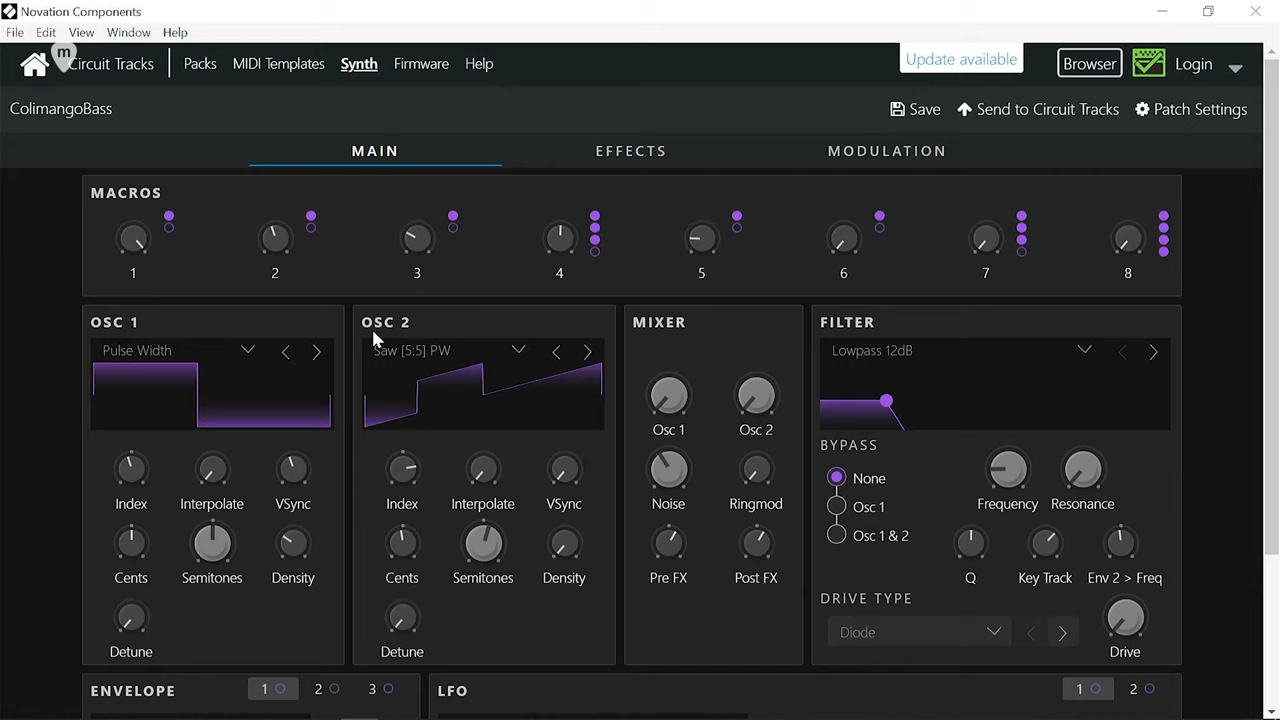 Novation Components
File Edit View Window Help
m
Circuit Tracks Packs MIDI Templates Synth Firmware Help Update available Browser Login
ColimangoBass Save Send to Circuit Tracks Patch Settings
MAIN EFFECTS MODULATION
MACROS
1 2 3 4 5 6 7 8
OSC 1
Pulse Width
Index Interpolate VSync
Cents Semitones Density
Detune
OSC 2
Saw [5:5] PW
Index Interpolate VSync
Cents Semitones Density
Detune
MIXER
Osc 1 Osc 2
Noise Ringmod
Pre FX Post FX
FILTER
Lowpass 12dB
BYPASS
None
Osc 1
Osc 1 & 2
Frequency Resonance
Q Key Track Env 2 > Freq
DRIVE TYPE
Diode
Drive
ENVELOPE 1 2 3
LFO 1 2